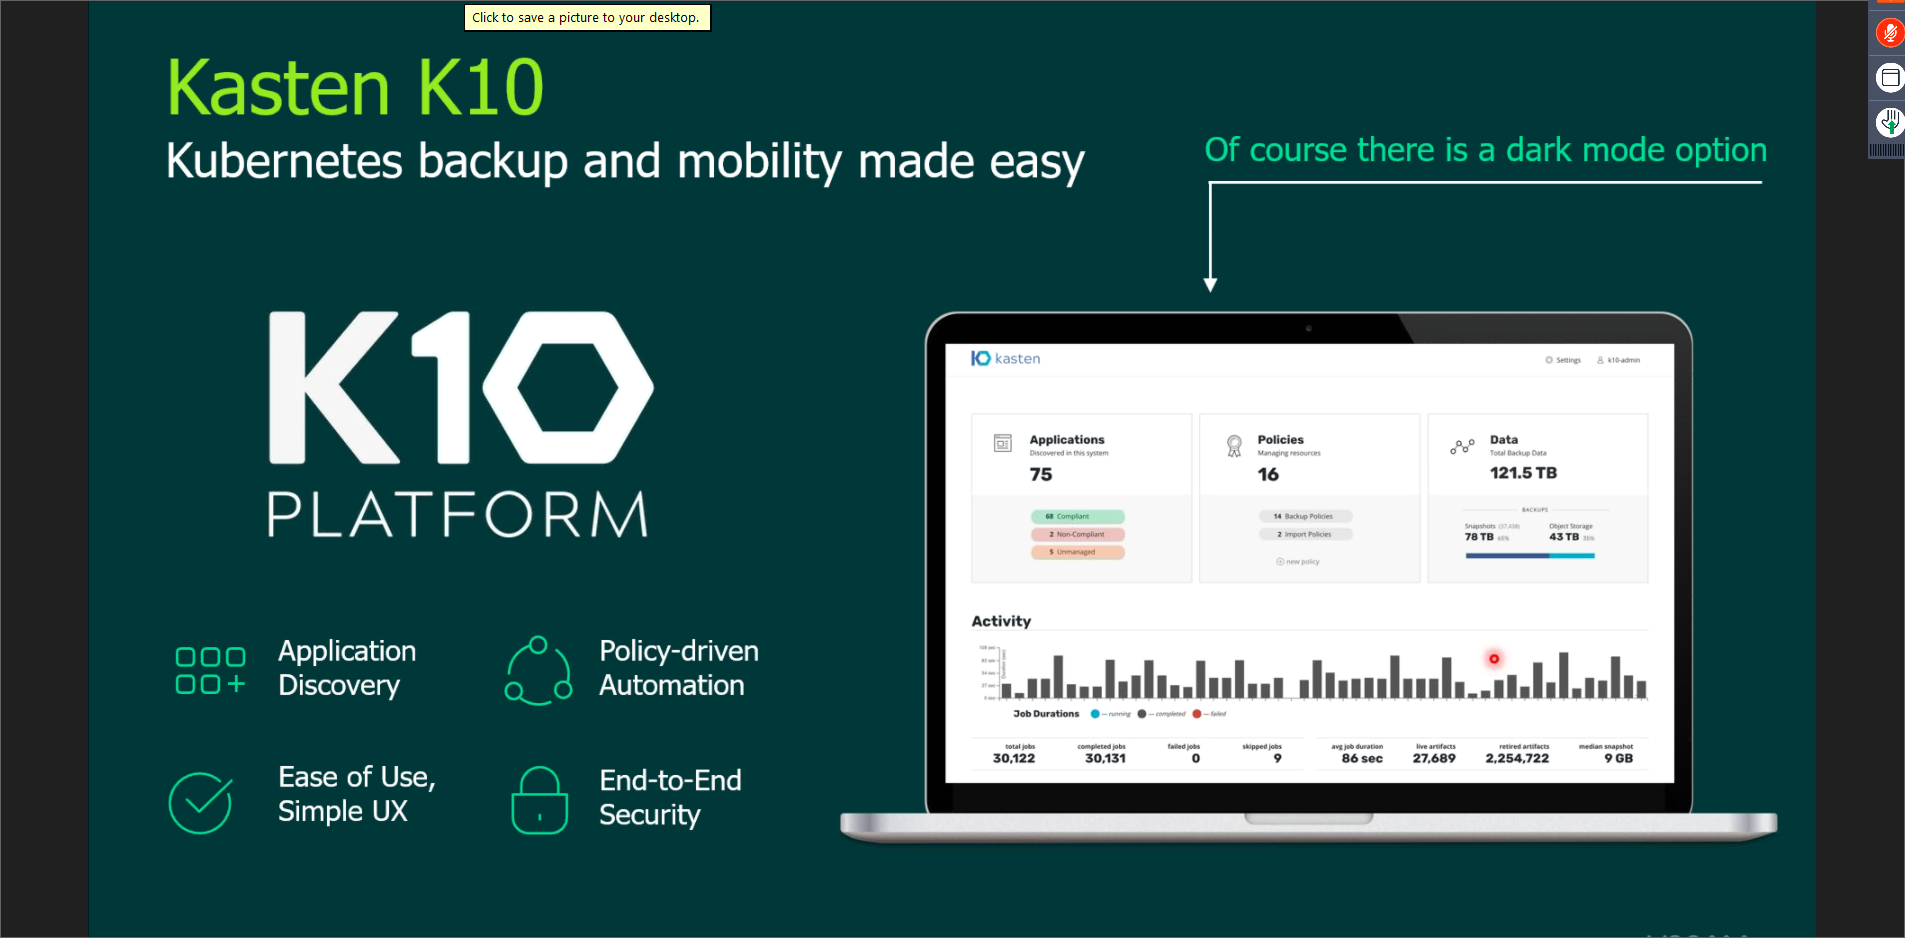 Click to save a picture to your desktop.
Kasten K10
Kubernetes backup and mobility made easy
Of course there is a dark mode option
K10
PLATFORM
Application
Discovery
Policy-driven
Automation
Ease of Use,
Simple UX
End-to-End
Security
kasten
Settings
k10-admin
Applications
Discovered in this system
75
68 Compliant
2 Non-Compliant
5 Unmanaged
Policies
Managing resources
16
14 Backup Policies
2 Import Policies
new policy
Data
Total Backup Data
121.5 TB
BACKUPS
Snapshots (37,438)
78 TB 65%
Object Storage
43 TB 35%
Activity
Job Durations — running — completed — failed
total jobs
30,122
completed jobs
30,131
failed jobs
0
skipped jobs
9
avg job duration
86 sec
live artifacts
27,689
retired artifacts
2,254,722
median snapshot
9 GB